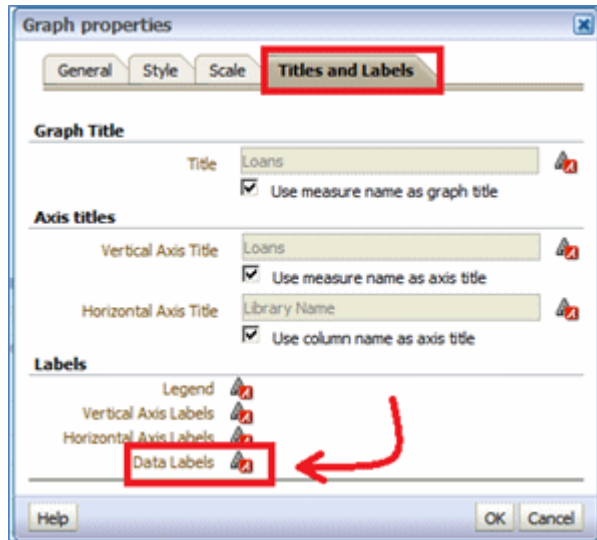 Graph properties
General Style Scale Titles and Labels
Graph Title
Title Loans
Use measure name as graph title
Axis titles
Vertical Axis Title Loans
Use measure name as axis title
Horizontal Axis Title Library Name
Use column name as axis title
Labels
Legend
Vertical Axis Labels
Horizontal Axis Labels
Data Labels
Help OK Cancel